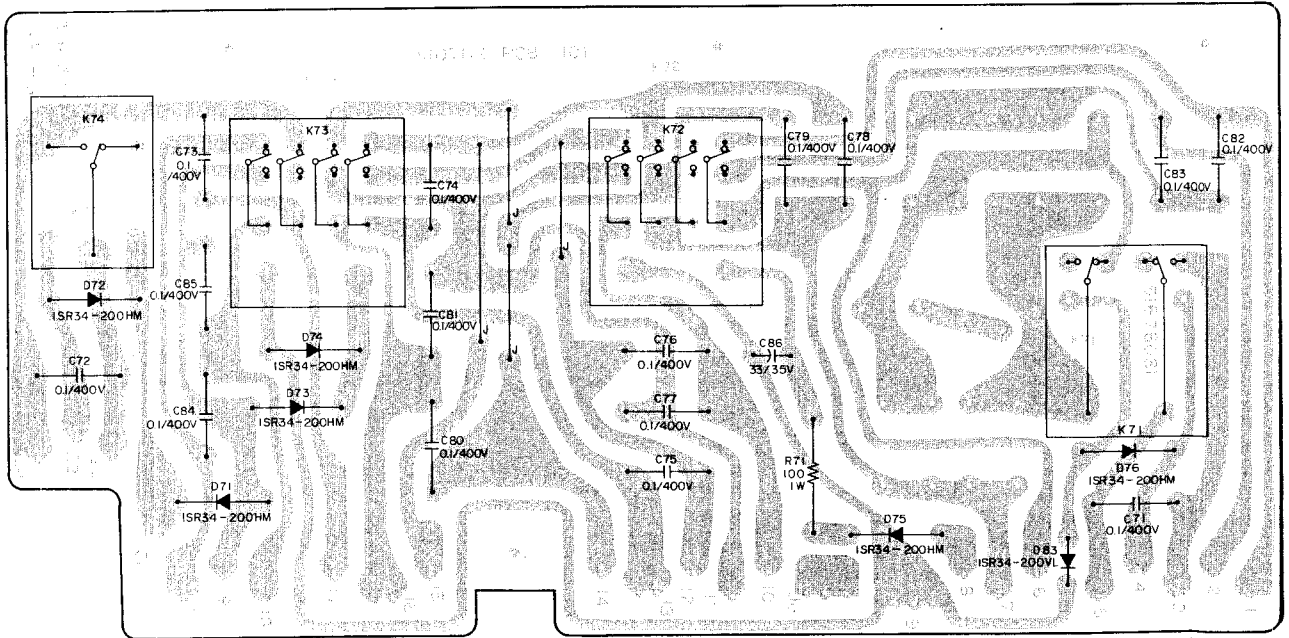 K74
C73
0.1
/400V
K73
C74
0.1/400V
K72
C79
0.1/400V
C78
0.1/400V
C83
0.1/400V
C82
0.1/400V
D72
1SR34-200HM
C85
0.1/400V
C81
0.1/400V
J
J
J
J
D74
1SR34-200HM
C76
0.1/400V
C86
33/35V
C72
0.1/400V
D73
1SR34-200HM
C84
0.1/400V
C77
0.1/400V
C80
0.1/400V
C75
0.1/400V
R71
100
1W
K71
D76
1SR34-200HM
D71
1SR34-200HM
C71
0.1/400V
D75
1SR34-200HM
D83
1SR34-200VL